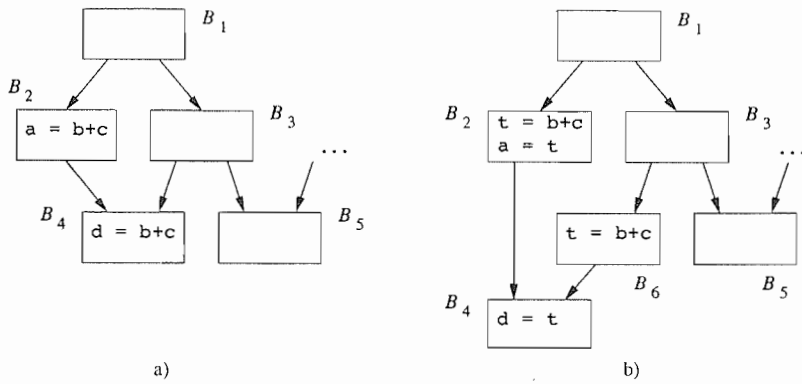 B1
B2
a = b+c
B3
...
B4
d = b+c
B5
a)
B1
B2
t = b+c
a = t
B3
...
t = b+c
B6
B5
B4
d = t
b)